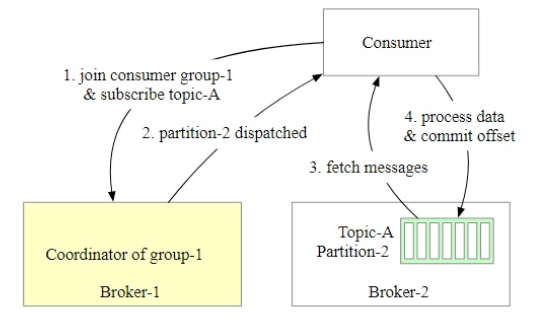 Consumer
1. join consumer group-1
& subscribe topic-A
2. partition-2 dispatched
4. process data
& commit offset
3. fetch messages
Coordinator of group-1
Broker-1
Topic-A
Partition-2
Broker-2